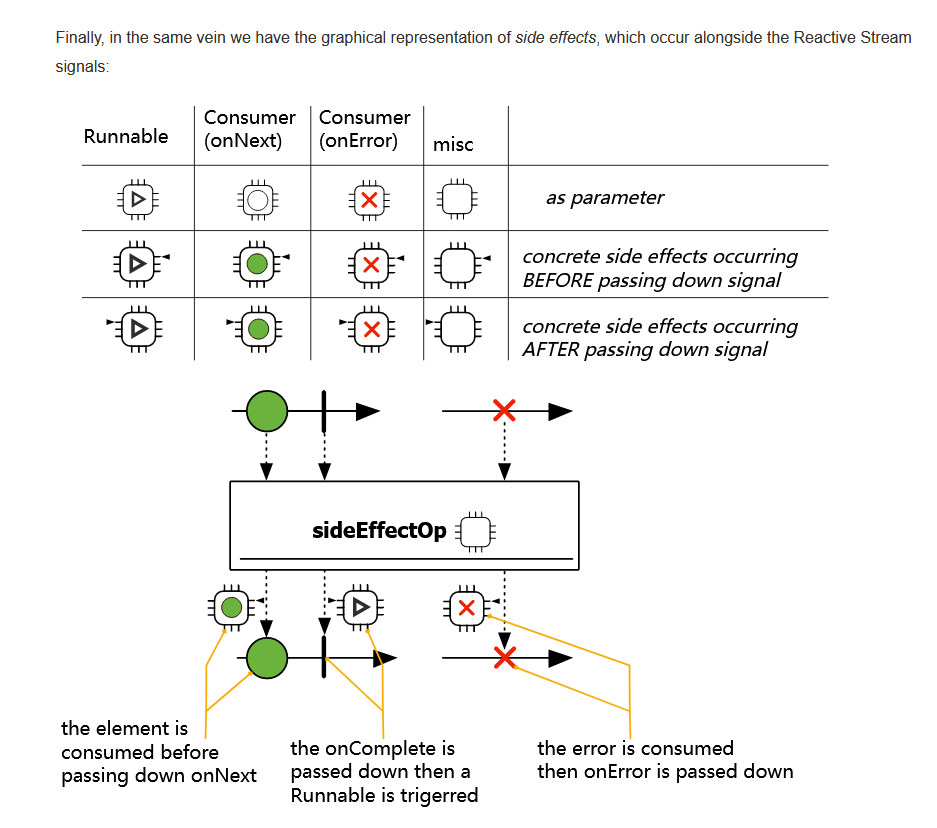 Finally, in the same vein we have the graphical representation of side effects, which occur alongside the Reactive Stream
signals:
Runnable
Consumer
(onNext)
Consumer
(onError)
misc
as parameter
concrete side effects occurring
BEFORE passing down signal
concrete side effects occurring
AFTER passing down signal
sideEffectOp
the element is
consumed before
passing down onNext
the onComplete is
passed down then a
Runnable is trigerred
the error is consumed
then onError is passed down